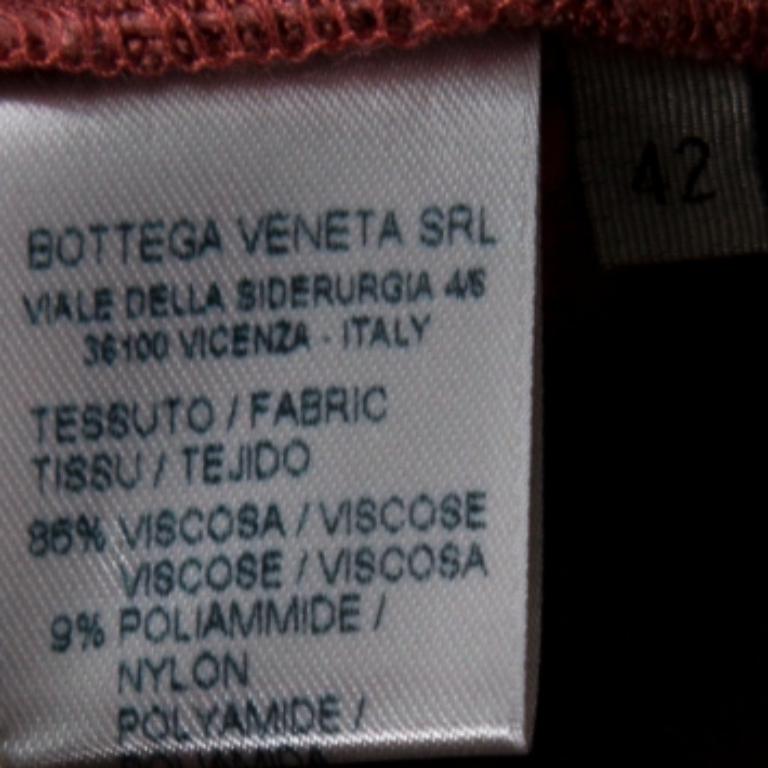 BOTTEGA VENETA SRL
VIALE DELLA SIDERURGIA 4/6
36100 VICENZA - ITALY
TESSUTO / FABRIC
TISSU / TEJIDO
86% VISCOSA / VISCOSE
VISCOSE / VISCOSA
9% POLIAMMIDE /
NYLON
POLYAMIDE /
42